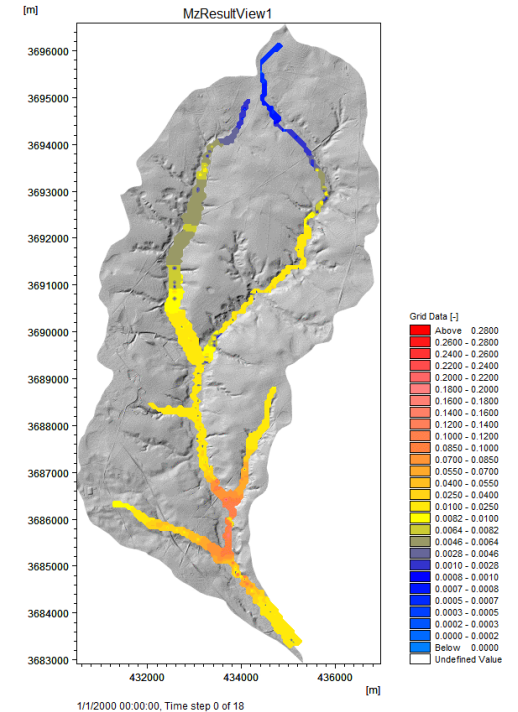 MzResultView1
[m]
3696000
3695000
3694000
3693000
3692000
3691000
3690000
3689000
3688000
3687000
3686000
3685000
3684000
3683000
432000 434000 436000
[m]
Grid Data [-]
Above 0.2800
0.2600 - 0.2800
0.2400 - 0.2600
0.2200 - 0.2400
0.2000 - 0.2200
0.1800 - 0.2000
0.1600 - 0.1800
0.1400 - 0.1600
0.1200 - 0.1400
0.1000 - 0.1200
0.0850 - 0.1000
0.0700 - 0.0850
0.0550 - 0.0700
0.0400 - 0.0550
0.0250 - 0.0400
0.0100 - 0.0250
0.0082 - 0.0100
0.0064 - 0.0082
0.0046 - 0.0064
0.0028 - 0.0046
0.0010 - 0.0028
0.0008 - 0.0010
0.0007 - 0.0008
0.0005 - 0.0007
0.0003 - 0.0005
0.0002 - 0.0003
0.0000 - 0.0002
Below 0.0000
Undefined Value
1/1/2000 00:00:00, Time step 0 of 18